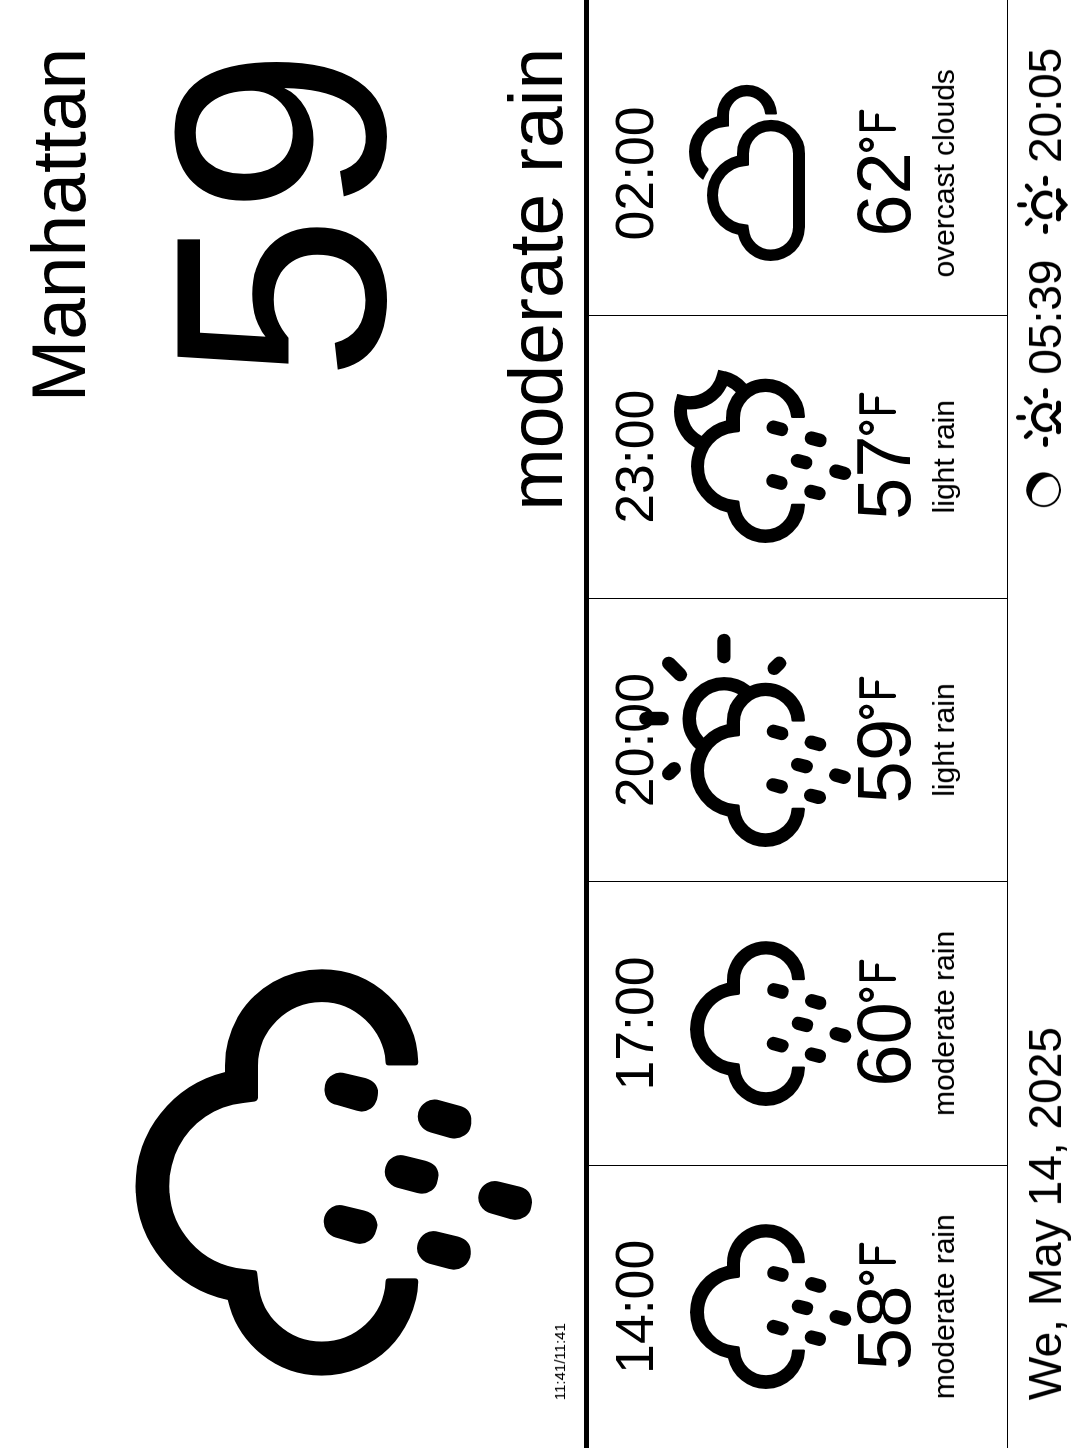 Manhattan
59
moderate rain
11:41/11:41
14:00 17:00 20:00 23:00 02:00
58°F 60°F 59°F 57°F 62°F
moderate rain moderate rain light rain light rain overcast clouds
We, May 14, 2025 05:39 20:05